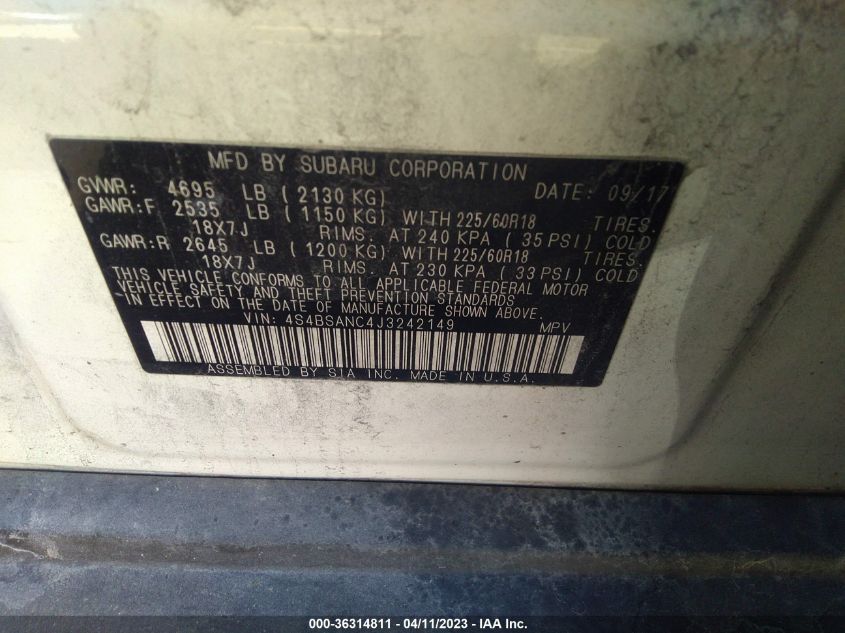 MFD BY SUBARU CORPORATION
GVWR: 4695 LB ( 2130 KG) DATE: 09/17
GAWR:F 2535 LB ( 1150 KG) WITH 225/60R18 TIRES.
18X7J RIMS. AT 240 KPA ( 35 PSI) COLD
GAWR:R 2645 LB ( 1200 KG) WITH 225/60R18 TIRES.
18X7J RIMS. AT 230 KPA ( 33 PSI) COLD
THIS VEHICLE CONFORMS TO ALL APPLICABLE FEDERAL MOTOR
VEHICLE SAFETY AND THEFT PREVENTION STANDARDS
IN EFFECT ON THE DATE OF MANUFACTURE SHOWN ABOVE.
VIN: 4S4BSANC4J3242149 MPV
ASSEMBLED BY SIA INC. MADE IN U.S.A.
000-36314811 - 04/11/2023 - IAA Inc.